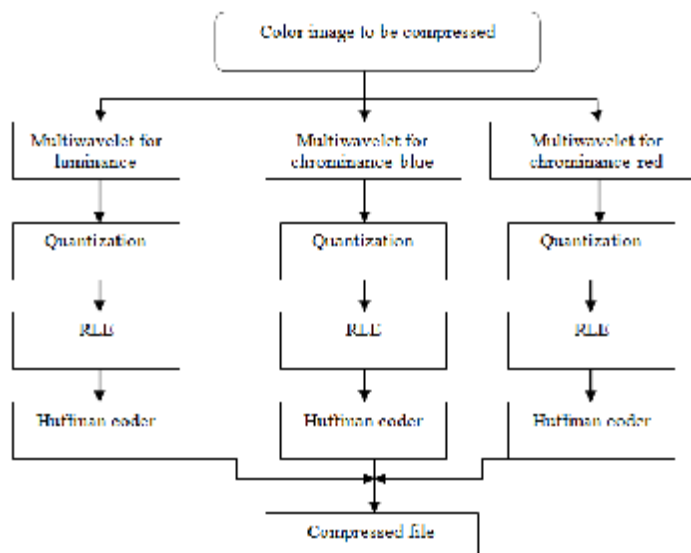 Color image to be compressed
Multiwavelet for
luminance
Multiwavelet for
chrominance blue
Multiwavelet for
chrominance red
Quantization
Quantization
Quantization
RLE
RLE
RLE
Huffman coder
Huffman coder
Huffman coder
Compressed file